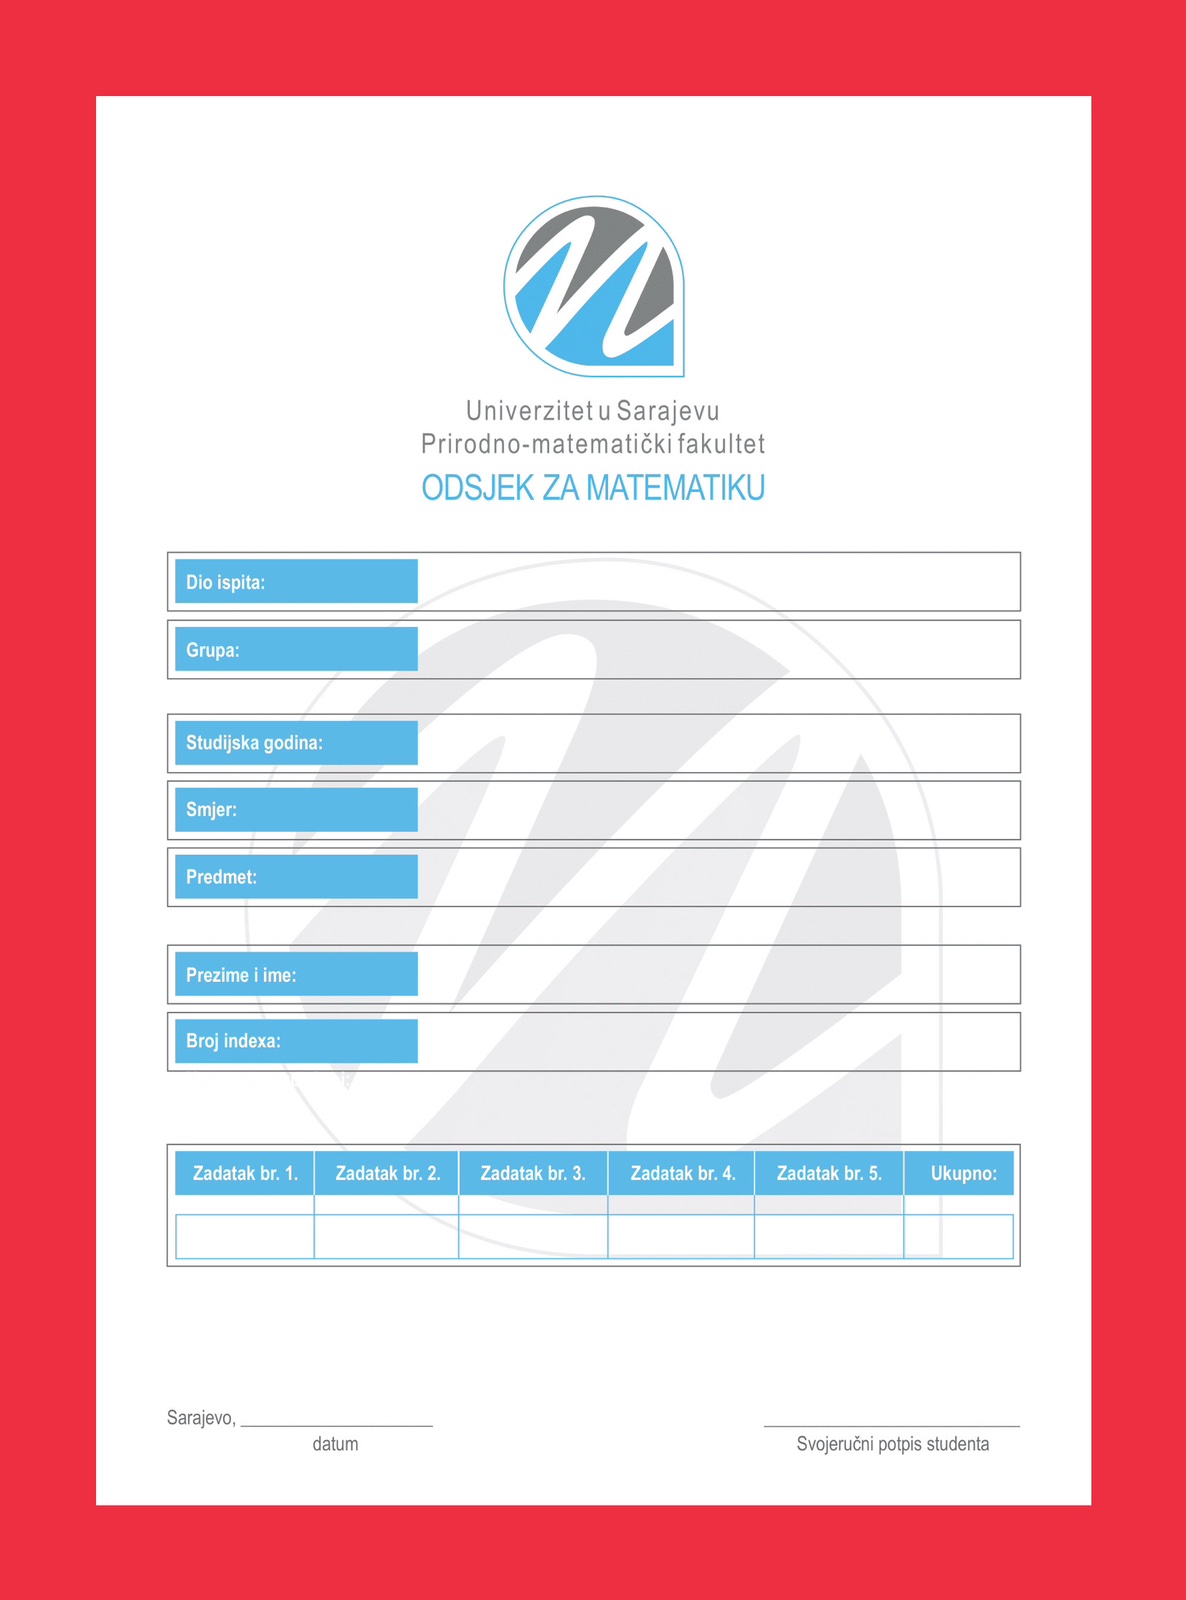 Univerzitet u Sarajevu
Prirodno-matematički fakultet
ODSJEK ZA MATEMATIKU
Dio ispita:
Grupa:
Studijska godina:
Smjer:
Predmet:
Prezime i ime:
Broj indexa:
Zadatak br. 1. Zadatak br. 2. Zadatak br. 3. Zadatak br. 4. Zadatak br. 5. Ukupno:
Sarajevo, ____________________
datum
Svojeručni potpis studenta